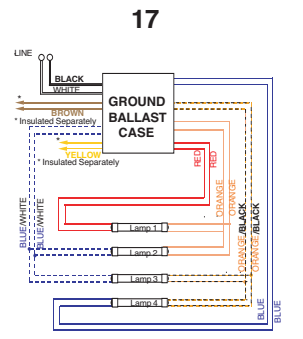 17
LINE
BLACK
WHITE
*
BROWN
* Insulated Separately
GROUND
BALLAST
CASE
*
YELLOW
* Insulated Separately
RED
RED
ORANGE
ORANGE
BLUE/WHITE
BLUE/WHITE
Lamp 1
Lamp 2
Lamp 3
Lamp 4
ORANGE/BLACK
ORANGE/BLACK
BLUE
BLUE